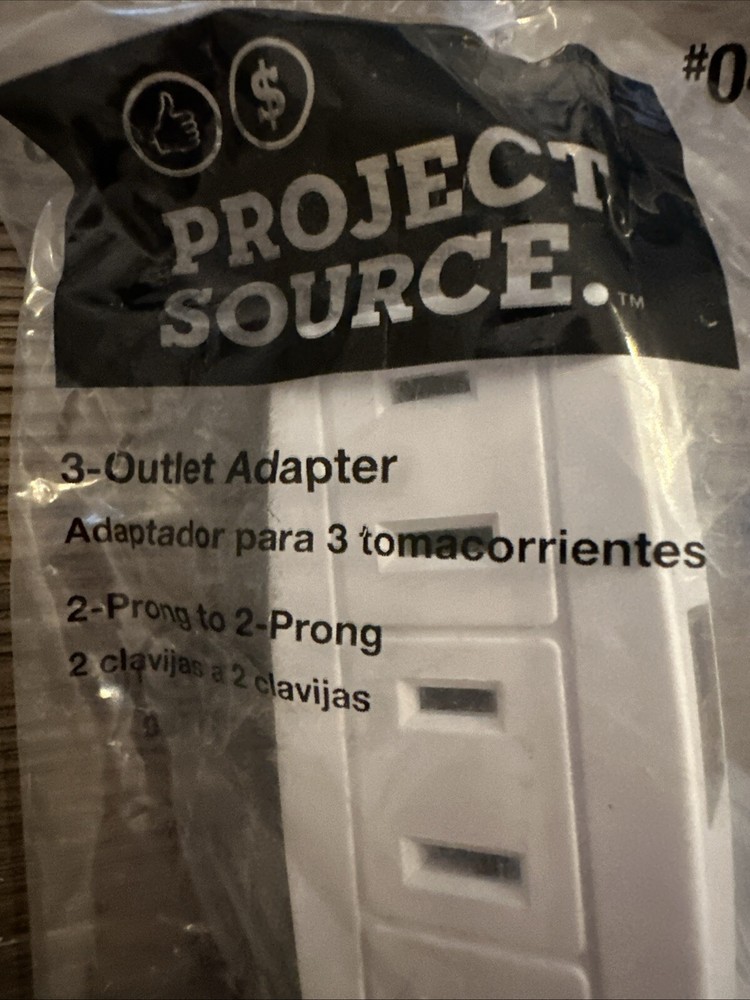 #0
PROJECT
SOURCE.™
3-Outlet Adapter
Adaptador para 3 tomacorrientes
2-Prong to 2-Prong
2 clavijas a 2 clavijas